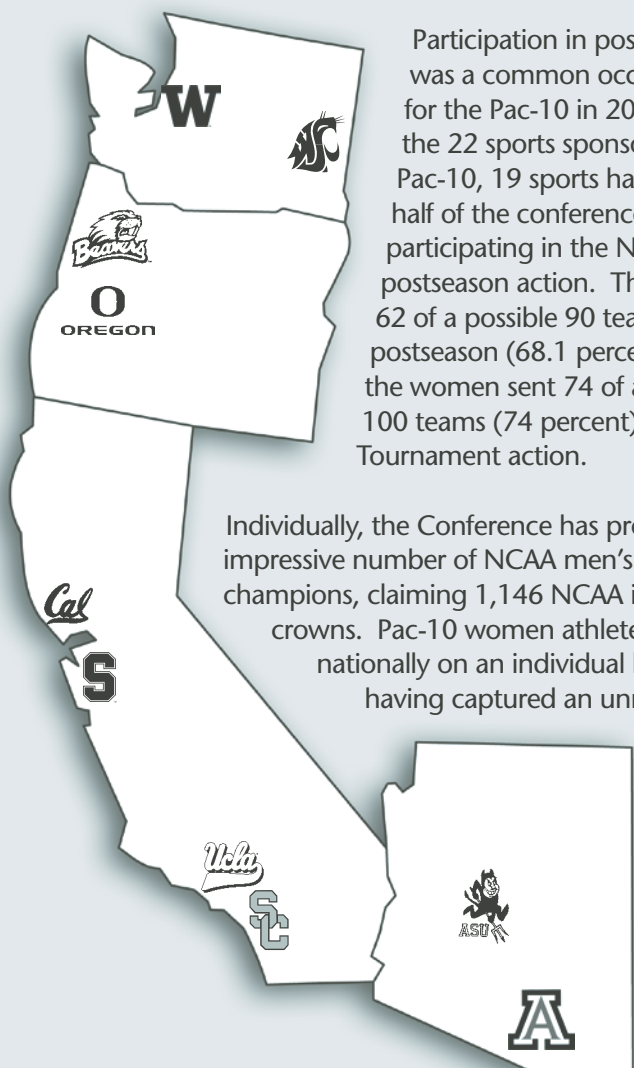 Participation in pos
was a common occ
for the Pac-10 in 20
the 22 sports sponso
Pac-10, 19 sports ha
half of the conference
participating in the N
postseason action. Th
62 of a possible 90 tea
postseason (68.1 perce
the women sent 74 of a
100 teams (74 percent)
Tournament action.
Individually, the Conference has pro
impressive number of NCAA men's
champions, claiming 1,146 NCAA i
crowns. Pac-10 women athlete
nationally on an individual
having captured an unr
W
WSC
Beavers
O
OREGON
Cal
S
Ucla
SC
ASU
A